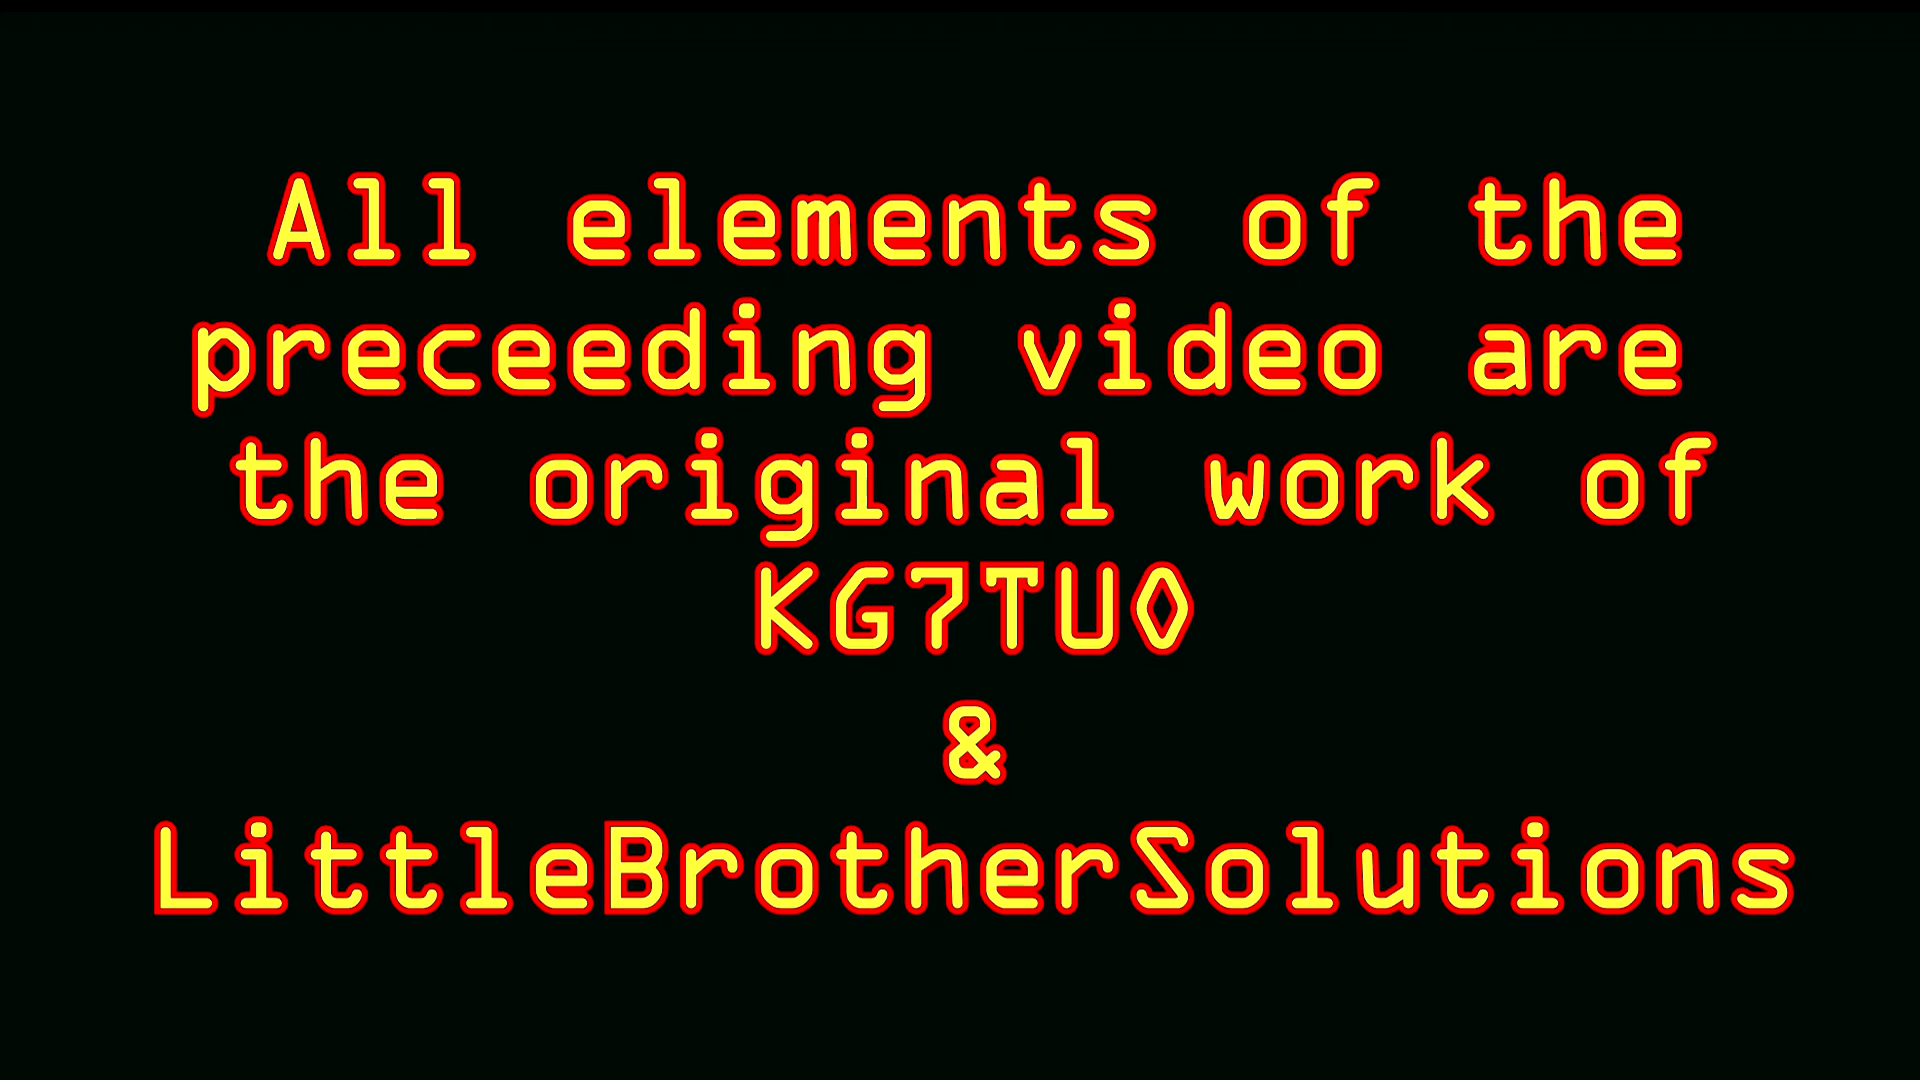 All elements of the
preceeding video are
the original work of
KG7TUO
&
LittleBrotherSolutions